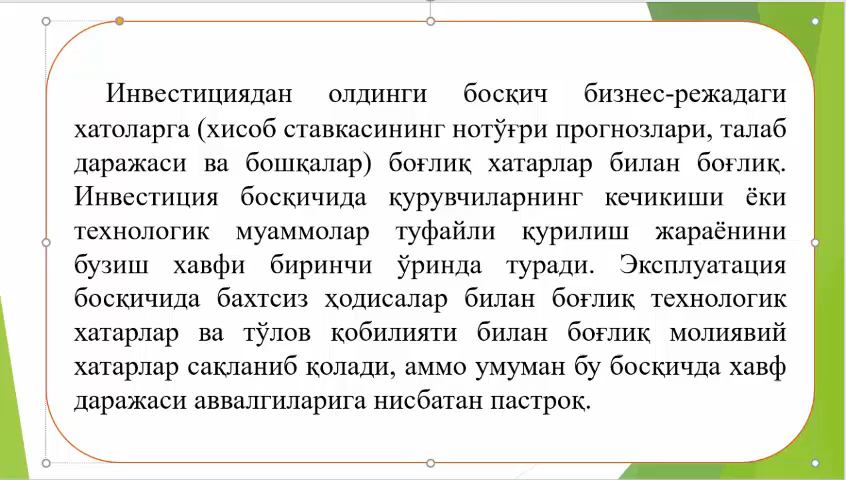 Инвестициядан олдинги босқич бизнес-режадаги
хатоларга (ҳисоб ставкасининг нотўғри прогнозлари, талаб
даражаси ва бошқалар) боғлиқ хатарлар билан боғлиқ.
Инвестиция босқичида қурувчиларнинг кечикиши ёки
технологик муаммолар туфайли қурилиш жараёнини
бузиш хавфи биринчи ўринда туради. Эксплуатация
босқичида бахтсиз ҳодисалар билан боғлиқ технологик
хатарлар ва тўлов қобилияти билан боғлиқ молиявий
хатарлар сақланиб қолади, аммо умуман бу босқичда хавф
даражаси аввалгиларига нисбатан пастроқ.